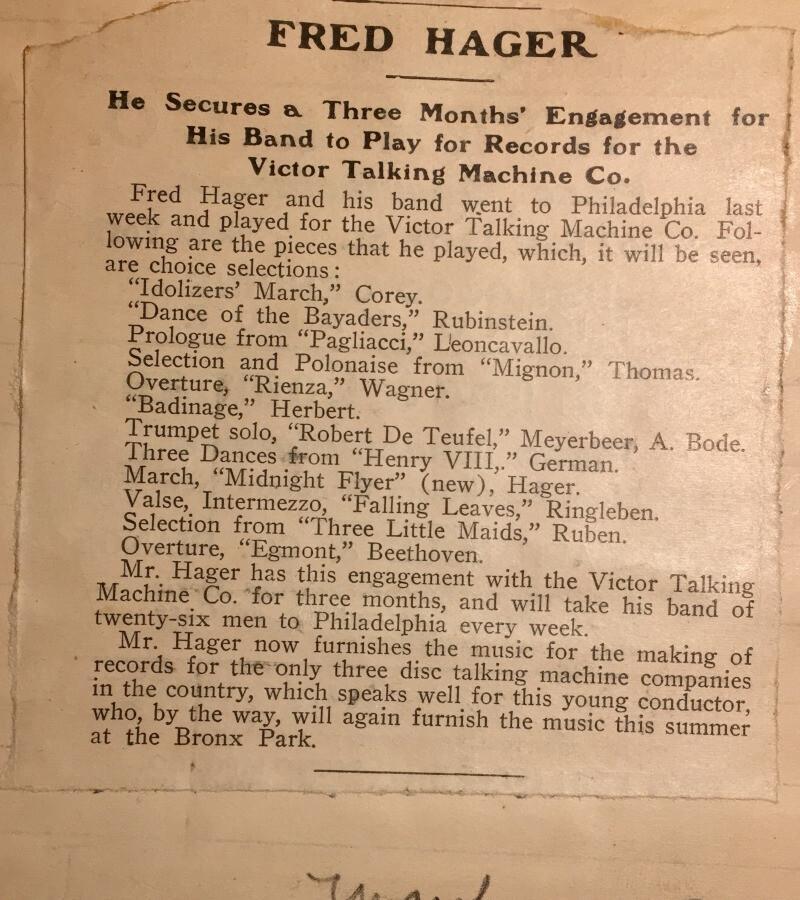 FRED HAGER
He Secures a Three Months' Engagement for
His Band to Play for Records for the
Victor Talking Machine Co.
Fred Hager and his band went to Philadelphia last
week and played for the Victor Talking Machine Co. Fol-
lowing are the pieces that he played, which, it will be seen,
are choice selections:
"Idolizers' March," Corey.
"Dance of the Bayaders," Rubinstein.
Prologue from "Pagliacci," Leoncavallo.
Selection and Polonaise from "Mignon," Thomas.
Overture, "Rienza," Wagner.
"Badinage," Herbert.
Trumpet solo, "Robert De Teufel," Meyerbeer, A. Bode.
Three Dances from "Henry VIII,." German.
March, "Midnight Flyer" (new), Hager.
Valse, Intermezzo, "Falling Leaves," Ringleben.
Selection from "Three Little Maids," Ruben.
Overture, "Egmont," Beethoven.
Mr. Hager has this engagement with the Victor Talking
Machine Co. for three months, and will take his band of
twenty-six men to Philadelphia every week.
Mr. Hager now furnishes the music for the making of
records for the only three disc talking machine companies
in the country, which speaks well for this young conductor,
who, by the way, will again furnish the music this summer
at the Bronx Park.